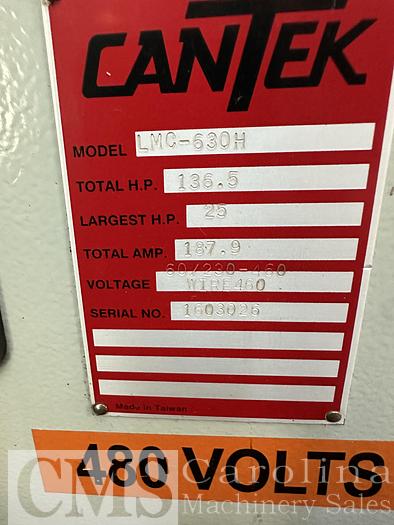 CANTEK
MODEL LMC-630H
TOTAL H.P. 136.5
LARGEST H.P. 25
TOTAL AMP. 187.9
60/230-460
VOLTAGE WIRE460
SERIAL NO. 1603026
Made in Taiwan
480 VOLTS
CMS Carolina
Machinery Sales